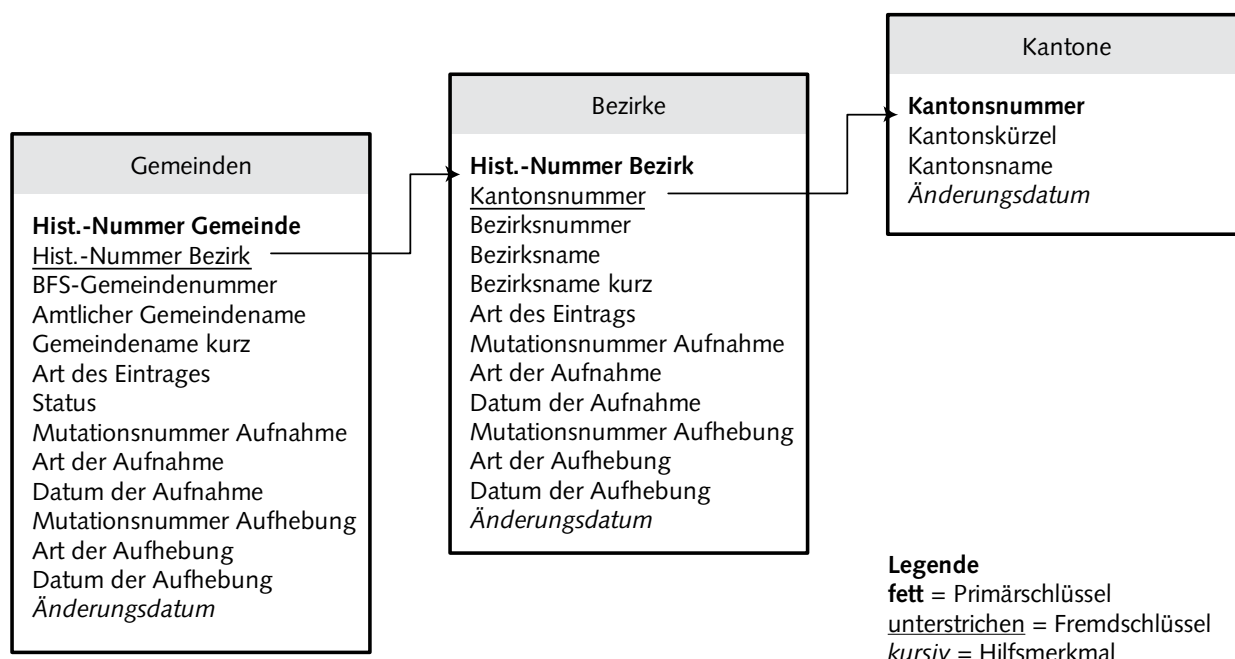 Gemeinden
Hist.-Nummer Gemeinde
Hist.-Nummer Bezirk
BFS-Gemeindenummer
Amtlicher Gemeindename
Gemeindename kurz
Art des Eintrages
Status
Mutationsnummer Aufnahme
Art der Aufnahme
Datum der Aufnahme
Mutationsnummer Aufhebung
Art der Aufhebung
Datum der Aufhebung
Änderungsdatum
Bezirke
Hist.-Nummer Bezirk
Kantonsnummer
Bezirksnummer
Bezirksname
Bezirksname kurz
Art des Eintrags
Mutationsnummer Aufnahme
Art der Aufnahme
Datum der Aufnahme
Mutationsnummer Aufhebung
Art der Aufhebung
Datum der Aufhebung
Änderungsdatum
Kantone
Kantonsnummer
Kantonskürzel
Kantonsname
Änderungsdatum
Legende
fett = Primärschlüssel
unterstrichen = Fremdschlüssel
kursiv = Hilfsmerkmal